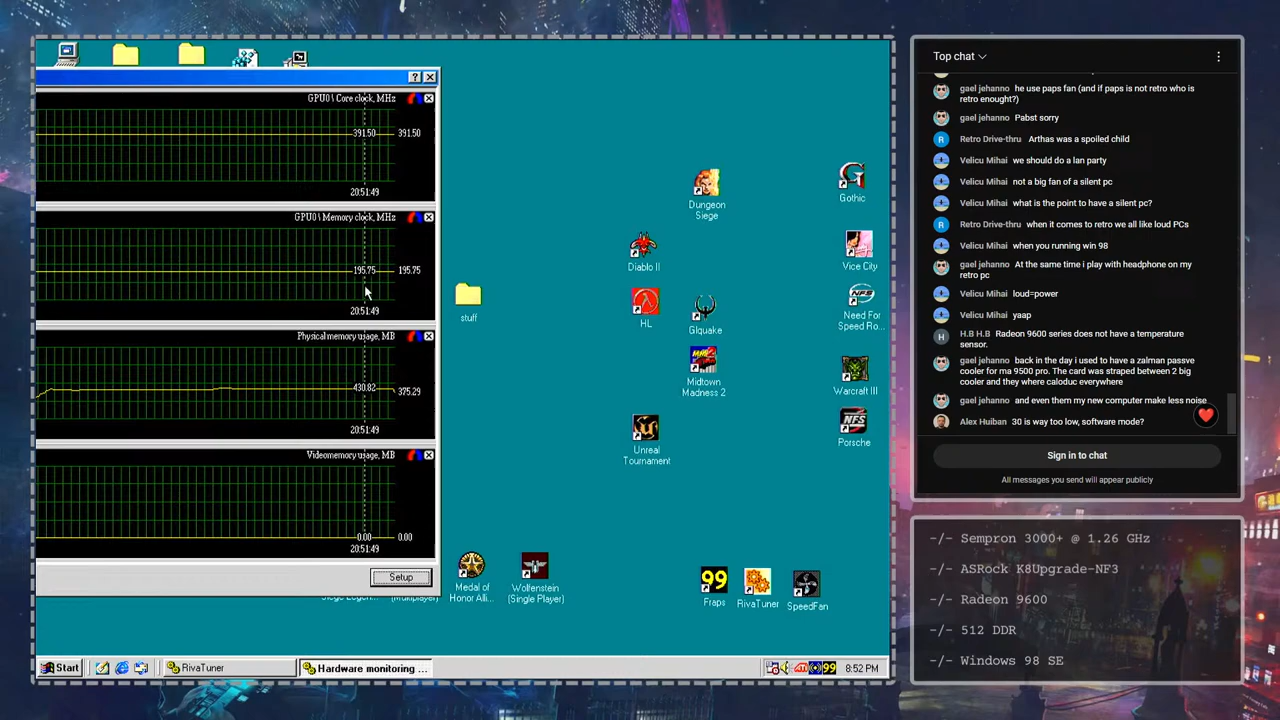 GPU0 \ Core clock, MHz
391.50
391.50
20:51:49
GPU0 \ Memory clock, MHz
195.75
195.75
20:51:49
Physical memory usage, MB
430.82
375.29
20:51:49
Videomemory usage, MB
0.00
0.00
20:51:49
Setup
Dungeon
Siege
Gothic
Diablo II
Vice City
stuff
HL
Glquake
Need For
Speed Ro...
Midtown
Madness 2
Warcraft III
Unreal
Tournament
Porsche
Medal of
Honor Alli...
Wolfenstein
(Single Player)
99
Fraps
RivaTuner
SpeedFan
Start
RivaTuner
Hardware monitoring ...
99
8:52 PM
Top chat
gael jehanno he use paps fan (and if paps is not retro who is
retro enought?)
gael jehanno Pabst sorry
Retro Drive-thru Arthas was a spoiled child
Velicu Mihai we should do a lan party
Velicu Mihai not a big fan of a silent pc
Velicu Mihai what is the point to have a silent pc?
Retro Drive-thru when it comes to retro we all like loud PCs
Velicu Mihai when you running win 98
gael jehanno At the same time i play with headphone on my
retro pc
Velicu Mihai loud=power
Velicu Mihai yaap
H.B H.B Radeon 9600 series does not have a temperature
sensor.
gael jehanno back in the day i used to have a zalman passve
cooler for ma 9500 pro. The card was straped between 2 big
cooler and they where caloduc everywhere
gael jehanno and even them my new computer make less noise
Alex Huiban 30 is way too low, software mode?
Sign in to chat
All messages you send will appear publicly
-/- Sempron 3000+ @ 1.26 GHz
-/- ASRock K8Upgrade-NF3
-/- Radeon 9600
-/- 512 DDR
-/- Windows 98 SE